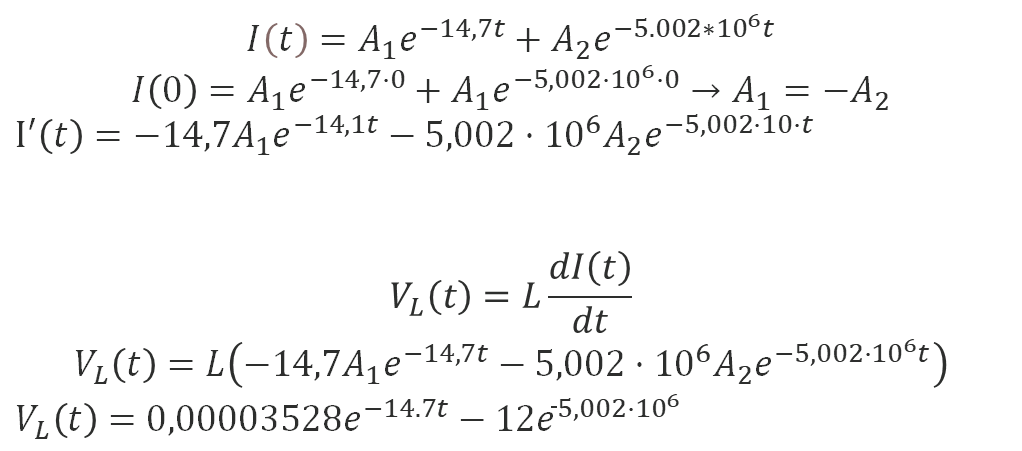 I(t) = A₁e^{−14,7t} + A₂e^{−5.002∗10⁶t}
I(0) = A₁e^{−14,7·0} + A₁e^{−5,002·10⁶·0} → A₁ = −A₂
I′(t) = −14,7A₁e^{−14,1t} − 5,002 · 10⁶A₂e^{−5,002·10·t}
V_L(t) = L dI(t)/dt
V_L(t) = L(−14,7A₁e^{−14,7t} − 5,002 · 10⁶A₂e^{−5,002·10⁶t})
V_L(t) = 0,00003528e^{−14.7t} − 12e^{-5,002·10⁶}